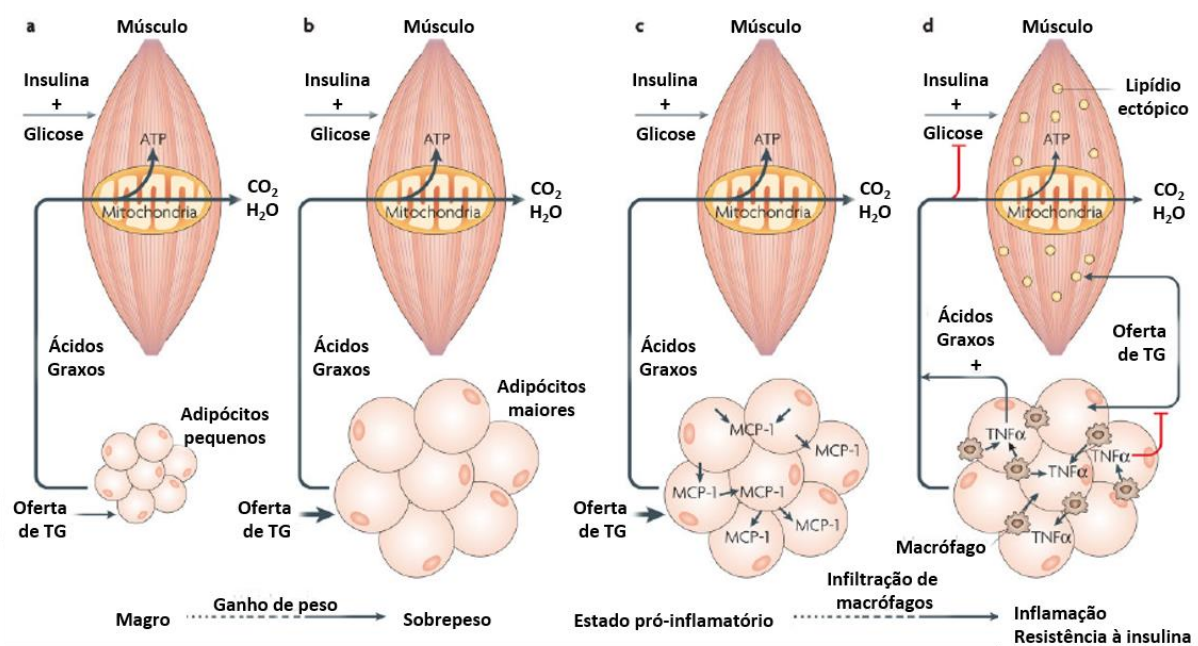 a
Músculo
Insulina
+
Glicose
ATP
Mitochondria
CO2
H2O
Ácidos
Graxos
Adipócitos
pequenos
Oferta
de TG
b
Músculo
Insulina
+
Glicose
ATP
Mitochondria
CO2
H2O
Ácidos
Graxos
Adipócitos
maiores
Oferta
de TG
c
Músculo
Insulina
+
Glicose
ATP
Mitochondria
CO2
H2O
Ácidos
Graxos
MCP-1
MCP-1
MCP-1
MCP-1
MCP-1
MCP-1
Oferta
de TG
d
Músculo
Insulina
+
Glicose
Lipídio
ectópico
ATP
Mitochondria
CO2
H2O
Ácidos
Graxos
+
Oferta
de TG
TNFα
TNFα
TNFα
TNFα
Macrófago
Magro
Ganho de peso
Sobrepeso
Estado pró-inflamatório
Infiltração de
macrófagos
Inflamação
Resistência à insulina